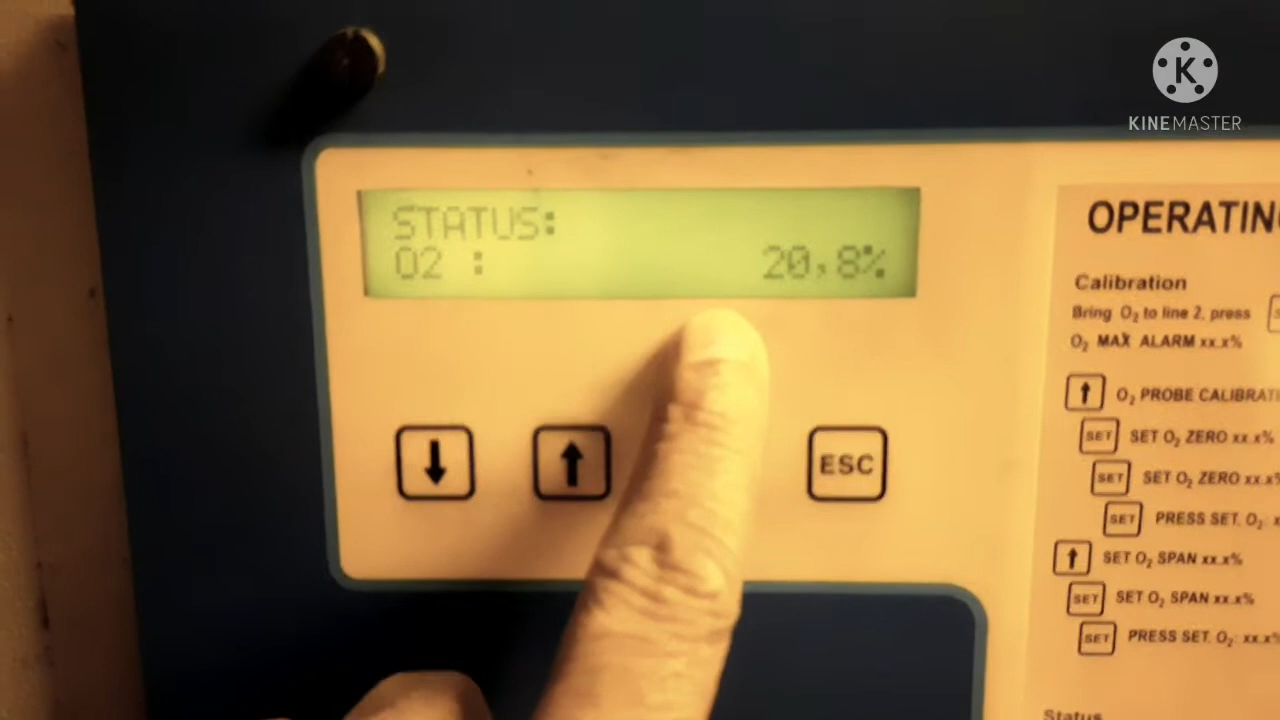 K
KINEMASTER
STATUS:
O2 : 20,8%
ESC
OPERATIN
Calibration
Bring O₂ to line 2, press
O₂ MAX ALARM xx.x%
↑ O₂ PROBE CALIBRATI
SET SET O₂ ZERO xx.x%
SET SET O₂ ZERO xx.x%
SET PRESS SET. O₂: x
↑ SET O₂ SPAN xx.x%
SET SET O₂ SPAN xx.x%
SET PRESS SET. O₂: xx.x%
Status